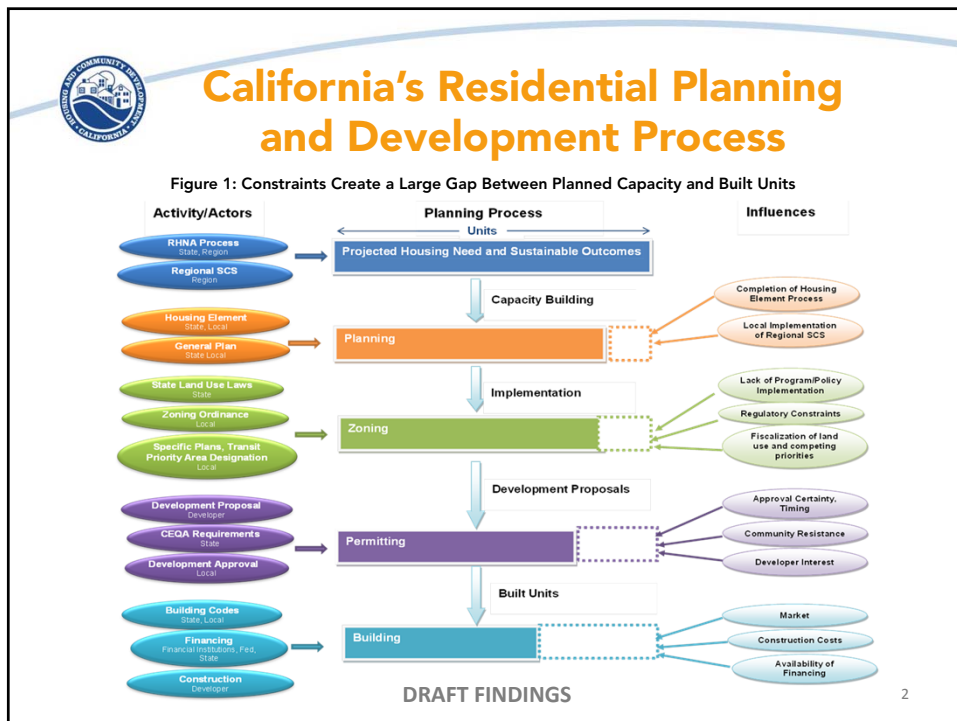 HOUSING AND COMMUNITY DEVELOPMENT
• CALIFORNIA •
California's Residential Planning
and Development Process
Figure 1: Constraints Create a Large Gap Between Planned Capacity and Built Units
Activity/Actors
Planning Process
Influences
Units
RHNA Process
State, Region
Regional SCS
Region
Projected Housing Need and Sustainable Outcomes
Capacity Building
Completion of Housing
Element Process
Housing Element
State, Local
General Plan
State Local
Planning
Local Implementation
of Regional SCS
Implementation
State Land Use Laws
State
Zoning Ordinance
Local
Specific Plans, Transit
Priority Area Designation
Local
Zoning
Lack of Program/Policy
Implementation
Regulatory Constraints
Fiscalization of land
use and competing
priorities
Development Proposals
Development Proposal
Developer
CEQA Requirements
State
Development Approval
Local
Permitting
Approval Certainty,
Timing
Community Resistance
Developer Interest
Built Units
Building Codes
State, Local
Financing
Financial Institutions, Fed,
State
Construction
Developer
Building
Market
Construction Costs
Availability of
Financing
DRAFT FINDINGS
2